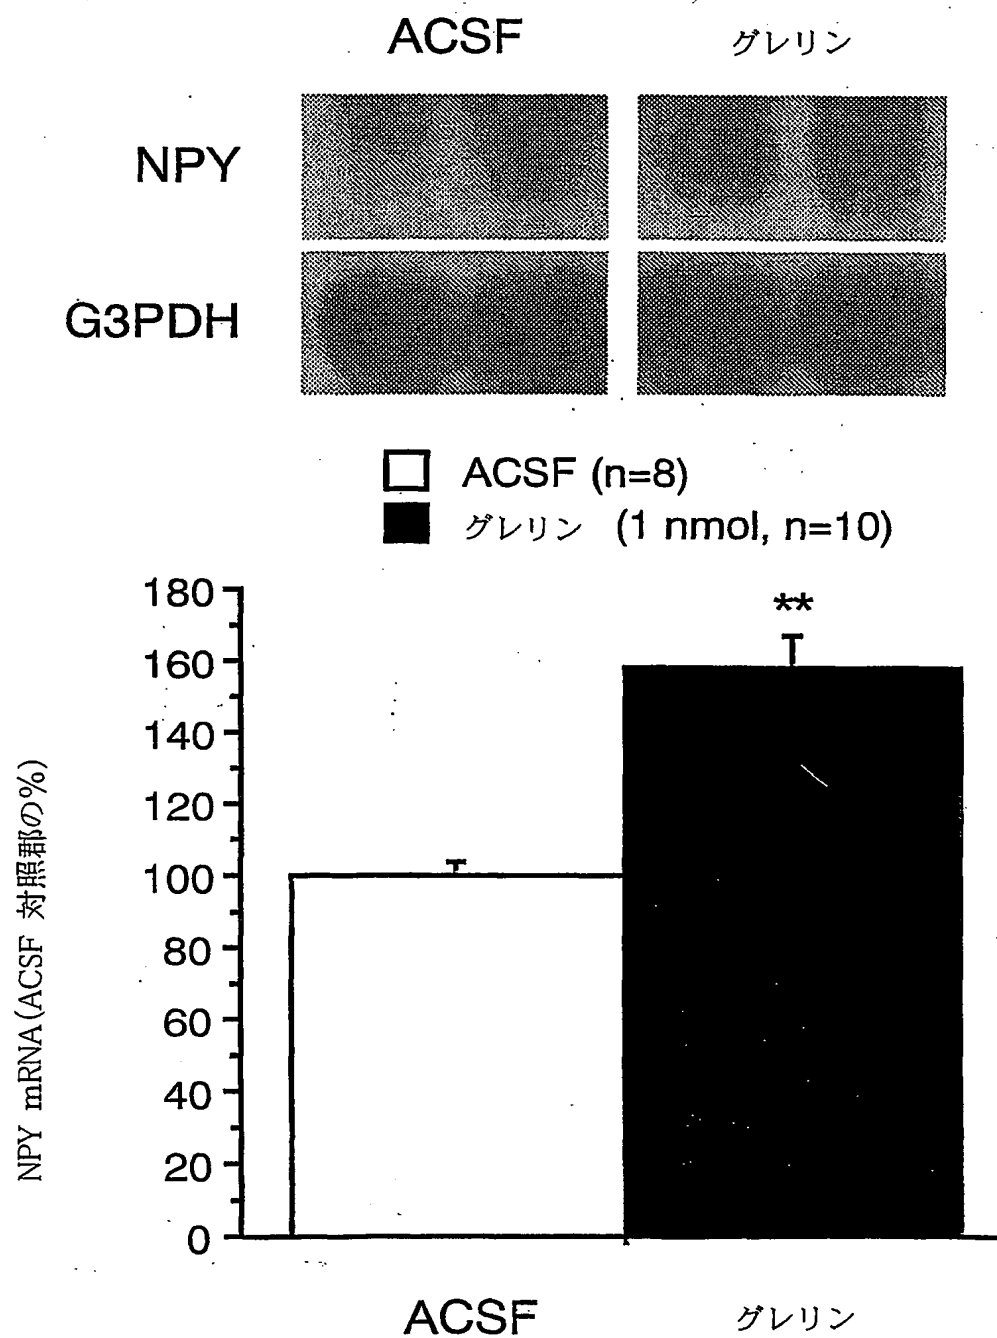 ACSF グレリン
NPY
G3PDH
ACSF (n=8)
グレリン (1 nmol, n=10)
**
180
160
140
120
100
80
60
40
20
0
NPY mRNA(ACSF 対照郡の%)
ACSF グレリン